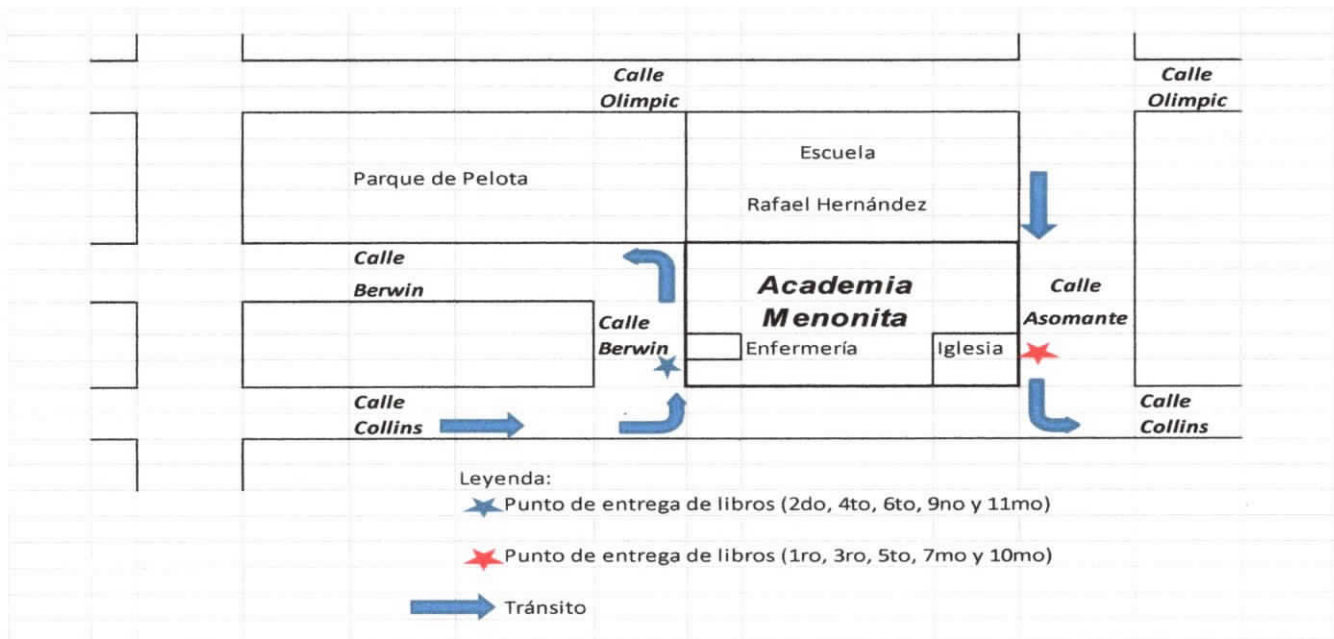 Calle
Olimpic
Calle
Olimpic
Parque de Pelota
Escuela
Rafael Hernández
Calle
Berwin
Calle
Berwin
Academia
Menonita
Enfermería
Iglesia
Calle
Asomante
Calle
Collins
Calle
Collins
Leyenda:
Punto de entrega de libros (2do, 4to, 6to, 9no y 11mo)
Punto de entrega de libros (1ro, 3ro, 5to, 7mo y 10mo)
Tránsito